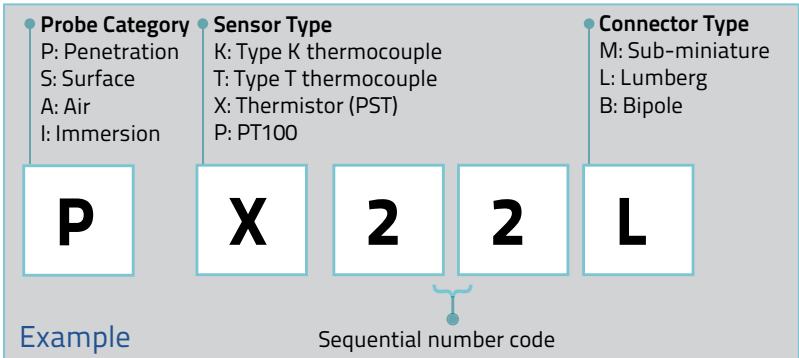 Probe Category
P: Penetration
S: Surface
A: Air
I: Immersion
Sensor Type
K: Type K thermocouple
T: Type T thermocouple
X: Thermistor (PST)
P: PT100
Connector Type
M: Sub-miniature
L: Lumberg
B: Bipole
P X 2 2 L
Example
Sequential number code